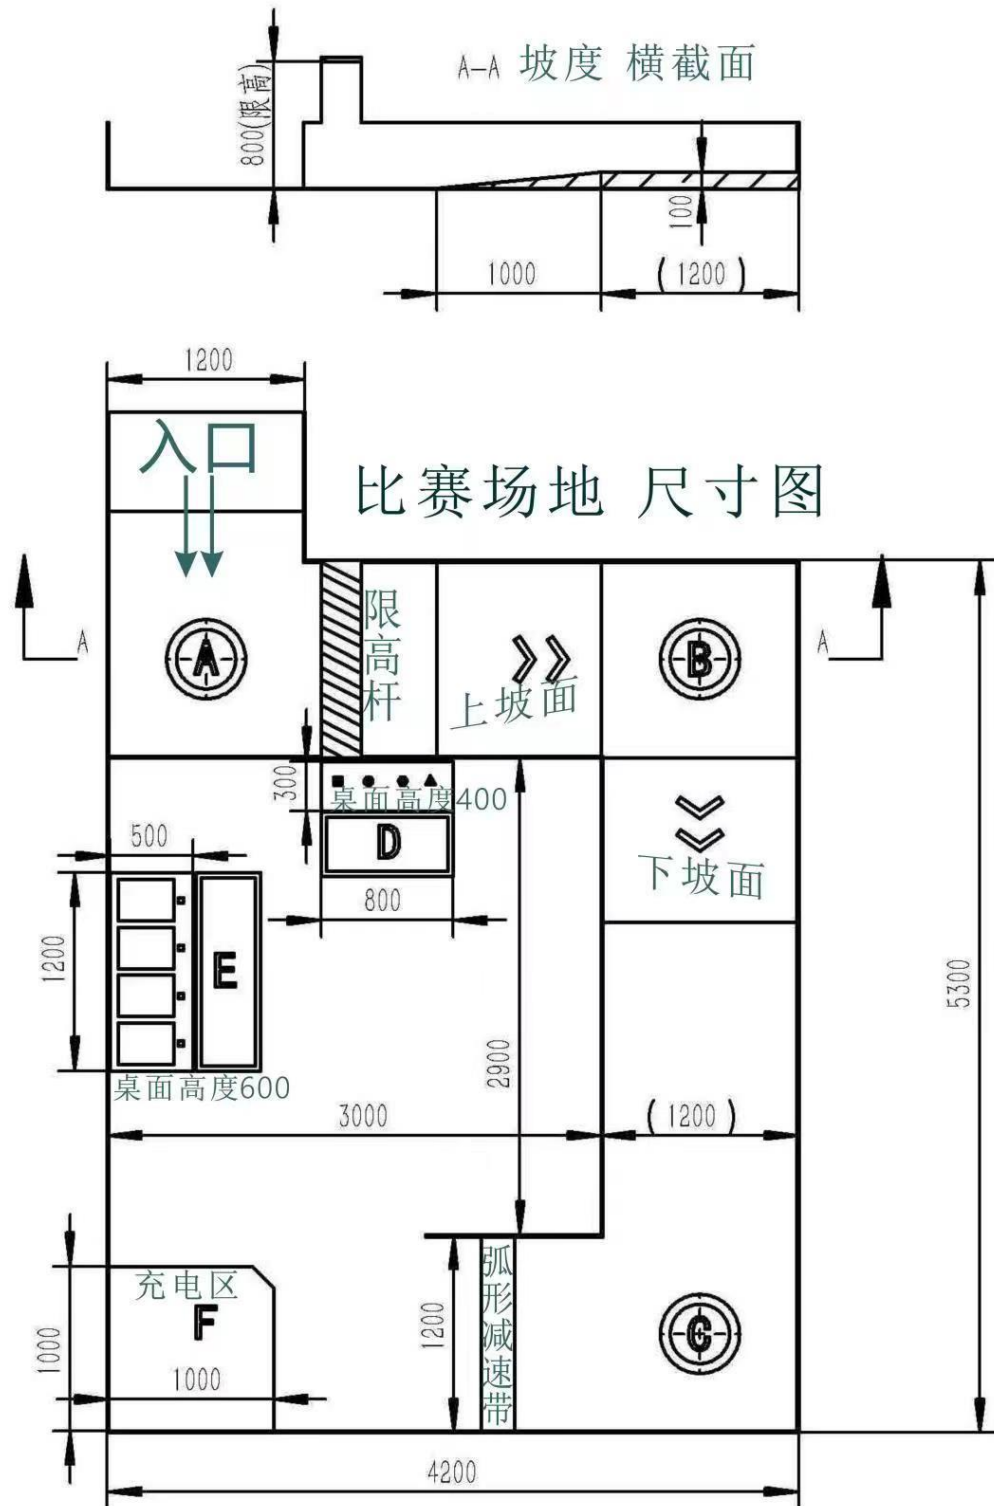 A-A 坡度 横截面
800(限高)
100
1000
(1200)
1200
入口
比赛场地 尺寸图
A
A
A
限高杆
上坡面
B
300
桌面高度400
D
800
下坡面
500
1200
E
桌面高度600
2900
5300
3000
(1200)
充电区
F
1000
1000
1200
弧形减速带
C
4200